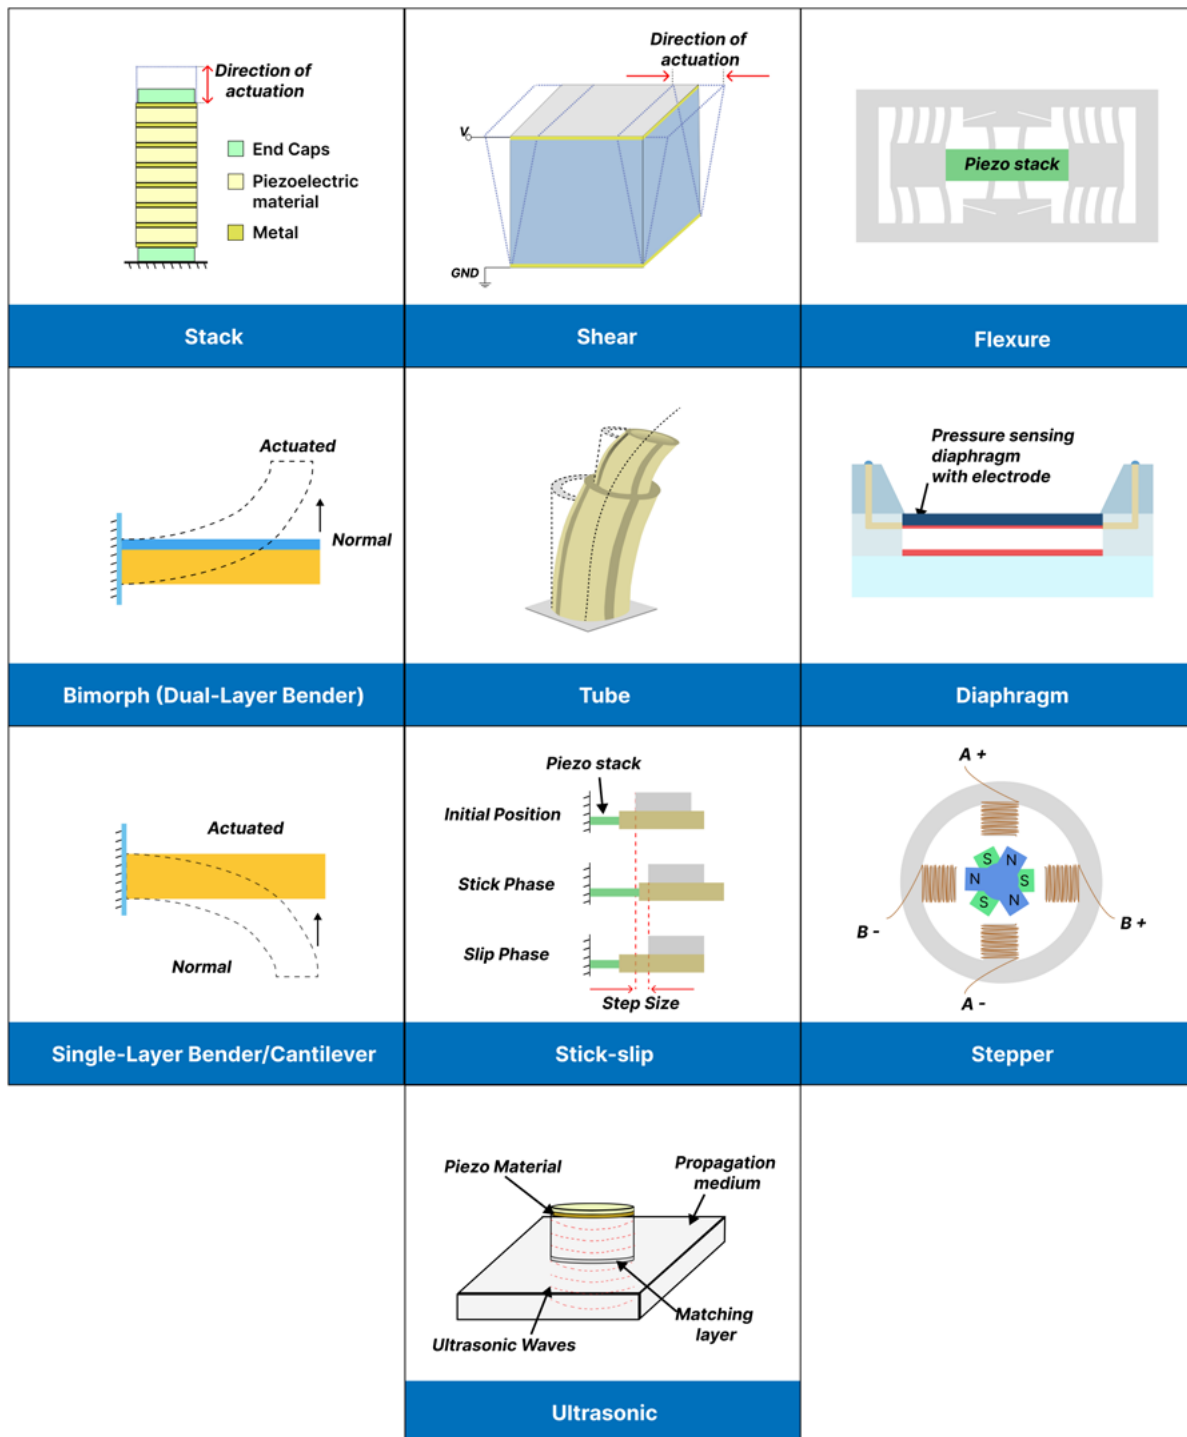 Direction of
actuation
End Caps
Piezoelectric
material
Metal
Stack
Direction of
actuation
V
GND
Shear
Piezo stack
Flexure
Actuated
Normal
Bimorph (Dual-Layer Bender)
Tube
Pressure sensing
diaphragm
with electrode
Diaphragm
Actuated
Normal
Single-Layer Bender/Cantilever
Piezo stack
Initial Position
Stick Phase
Slip Phase
Step Size
Stick-slip
A +
S
N
N
S
S
N
B -
B +
A -
Stepper
Piezo Material
Propagation
medium
Matching
layer
Ultrasonic Waves
Ultrasonic